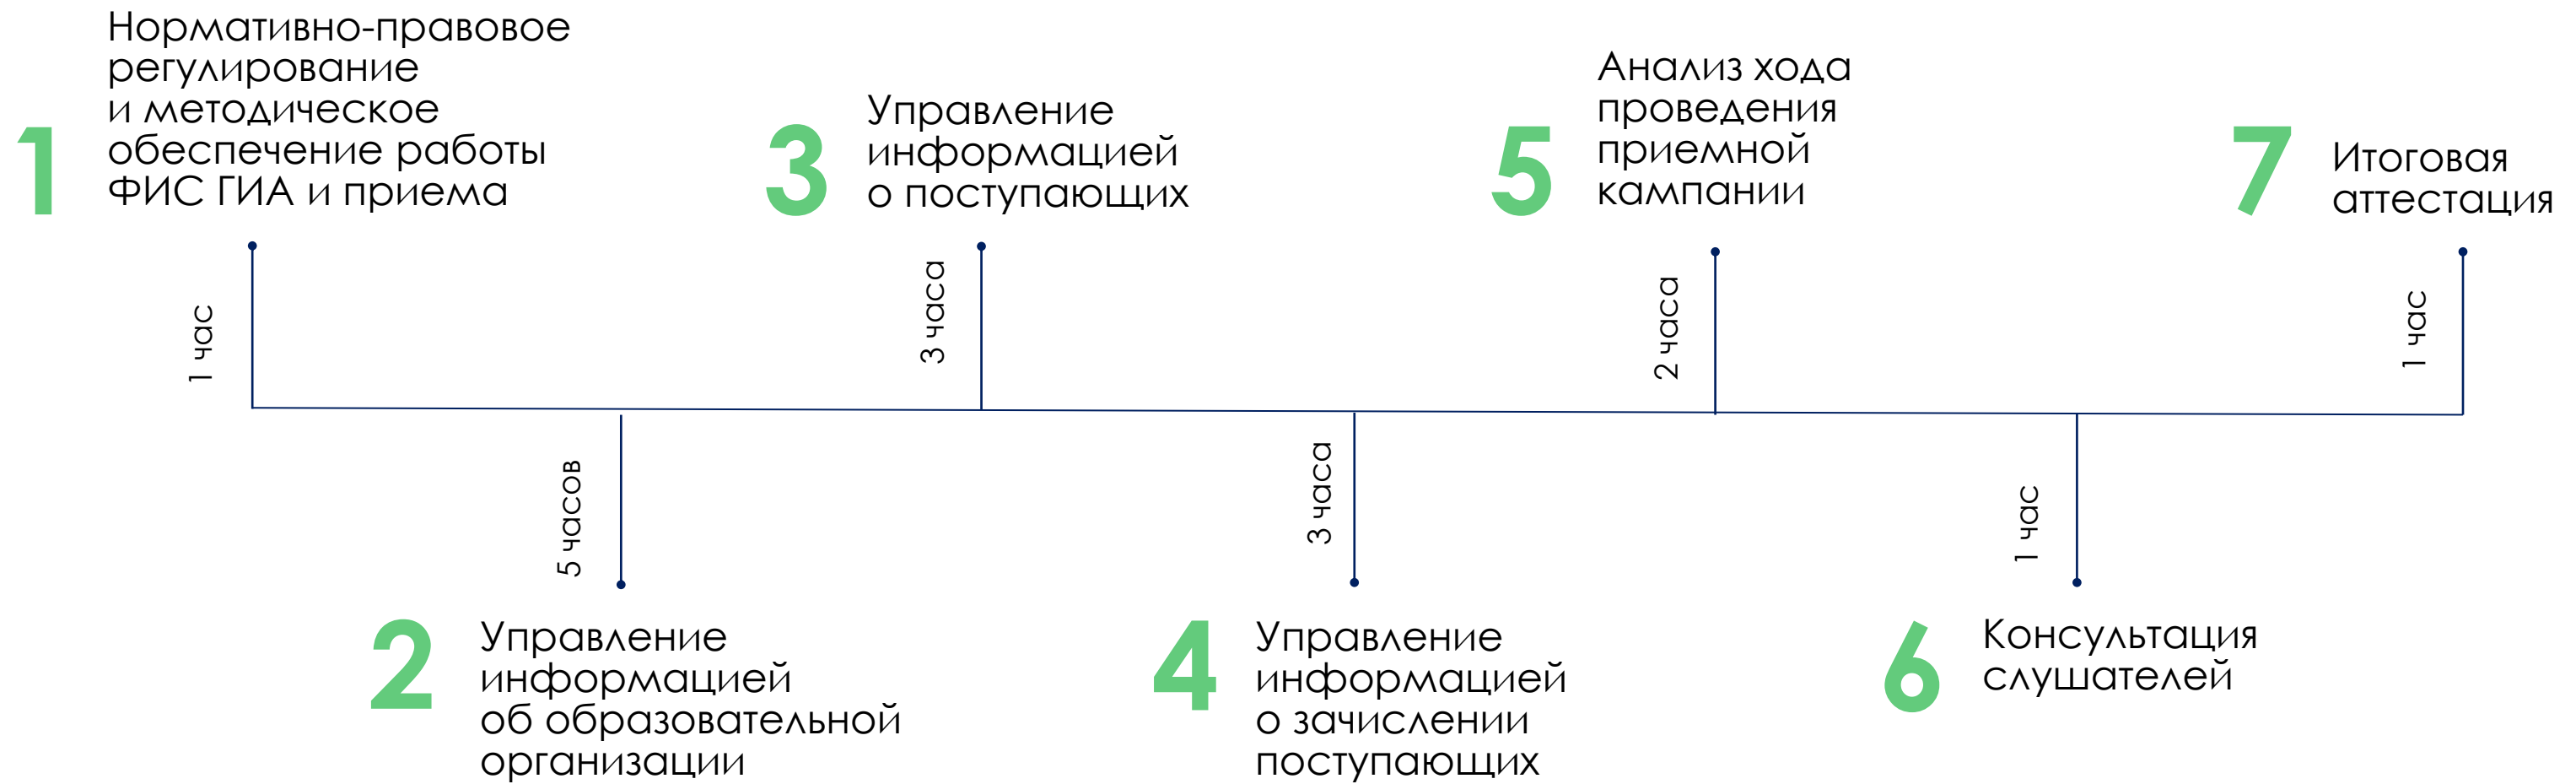 1
Нормативно-правовое
регулирование
и методическое
обеспечение работы
ФИС ГИА и приема
1 час
2
Управление
информацией
об образовательной
организации
5 часов
3
Управление
информацией
о поступающих
3 часа
4
Управление
информацией
о зачислении
поступающих
3 часа
5
Анализ хода
проведения
приемной
кампании
2 часа
6
Консультация
слушателей
1 час
7
Итоговая
аттестация
1 час